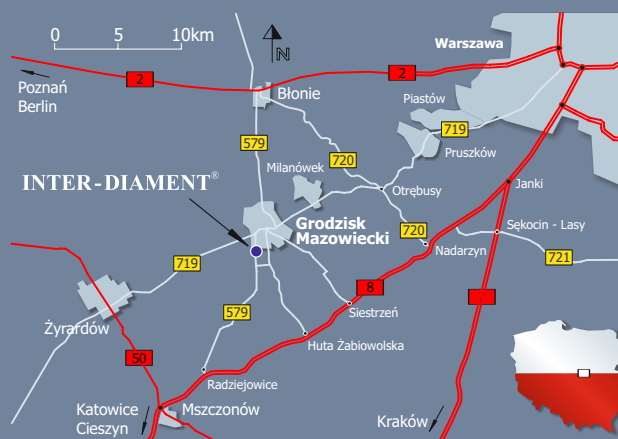 0 10km
N
Warszawa
2
2
Poznań
Berlin
Błonie
Piastów
719
579
720
Pruszków
Milanówek
INTER-DIAMENT®
Otrębusy
Janki
Grodzisk
Mazowiecki
720
Sękocin - Lasy
Nadarzyn
721
719
8
579
Siestrzeń
Żyrardów
Huta Żabiowolska
50
Radziejowice
Katowice
Cieszyn
Mszczonów
Kraków